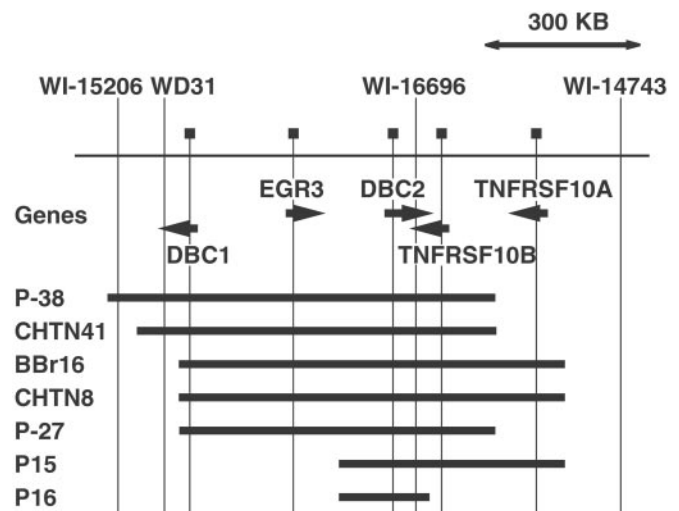 300 KB
WI-15206 WD31 WI-16696 WI-14743
EGR3 DBC2 TNFRSF10A
Genes
DBC1 TNFRSF10B
P-38
CHTN41
BBr16
CHTN8
P-27
P15
P16